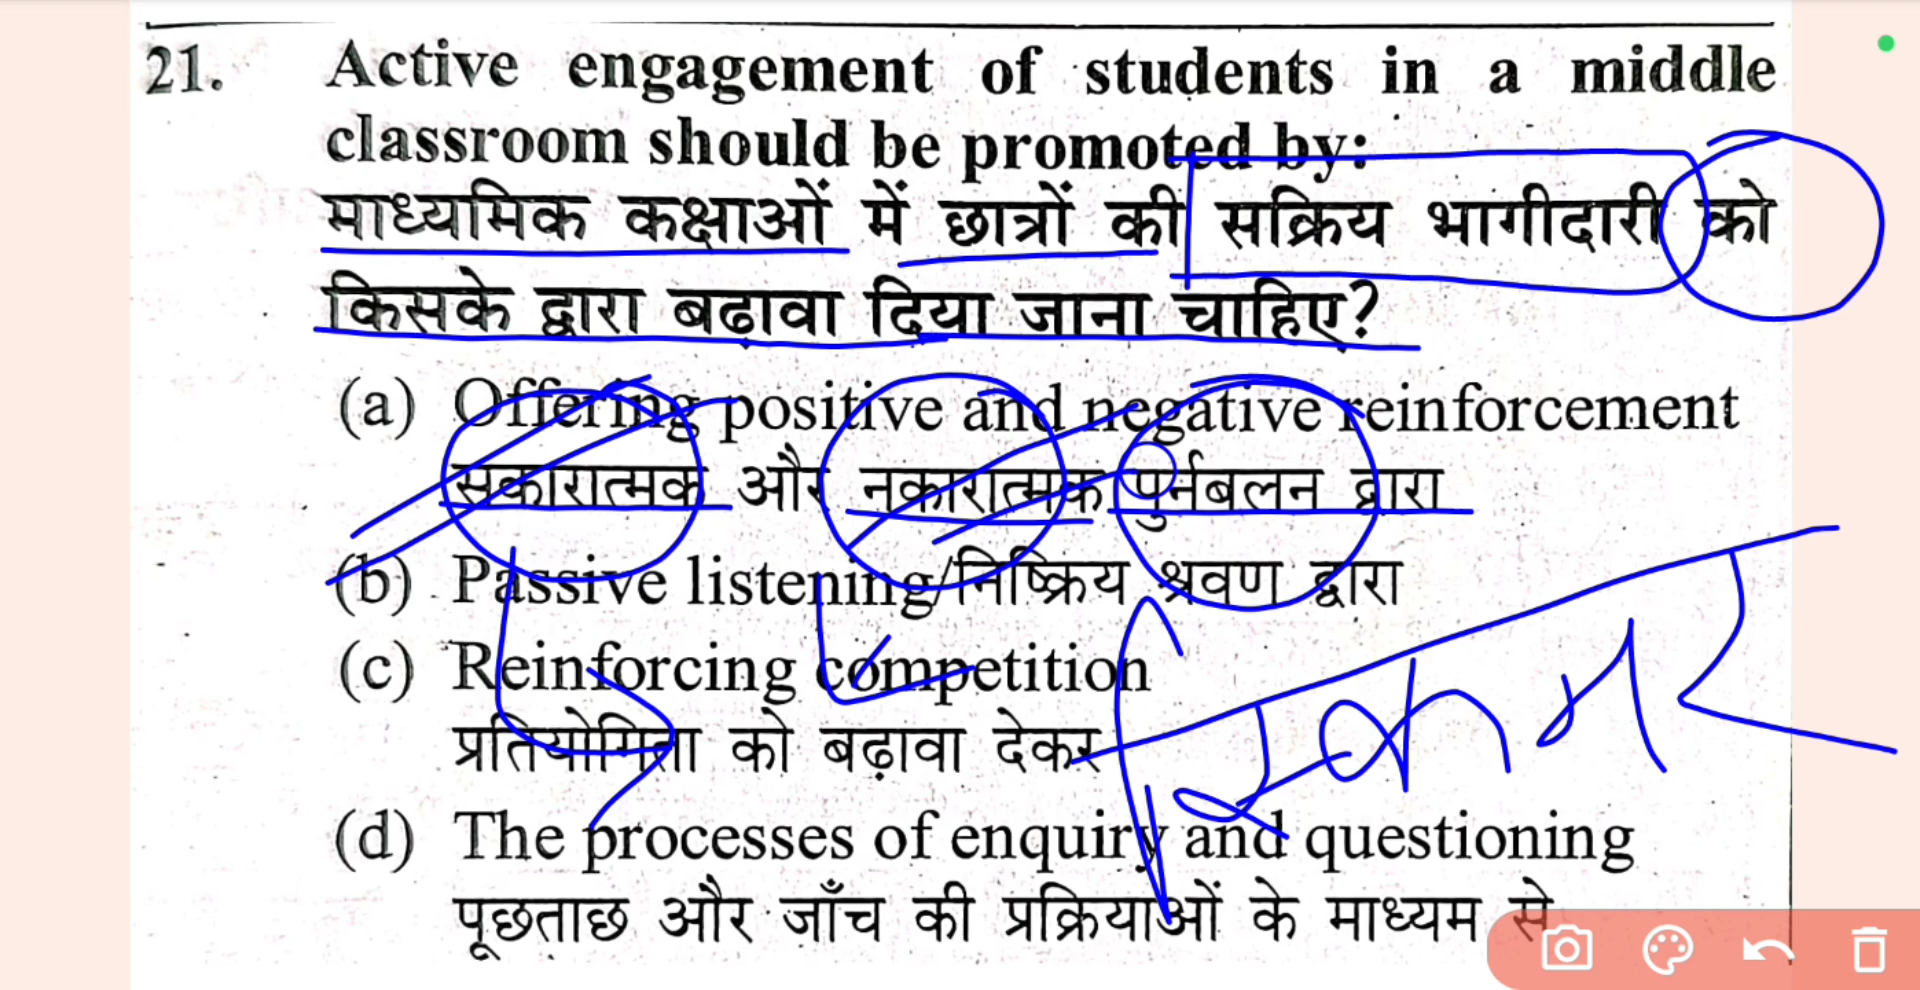 21. Active engagement of students in a middle
classroom should be promoted by:
माध्यमिक कक्षाओं में छात्रों की सक्रिय भागीदारी को
किसके द्वारा बढ़ावा दिया जाना चाहिए?
(a) Offering positive and negative reinforcement
सकारात्मक और नकारात्मक पुर्नबलन द्वारा
(b) Passive listening/निष्क्रिय श्रवण द्वारा
(c) Reinforcing competition
प्रतियोगिता को बढ़ावा देकर
(d) The processes of enquiry and questioning
पूछताछ और जाँच की प्रक्रियाओं के माध्यम से